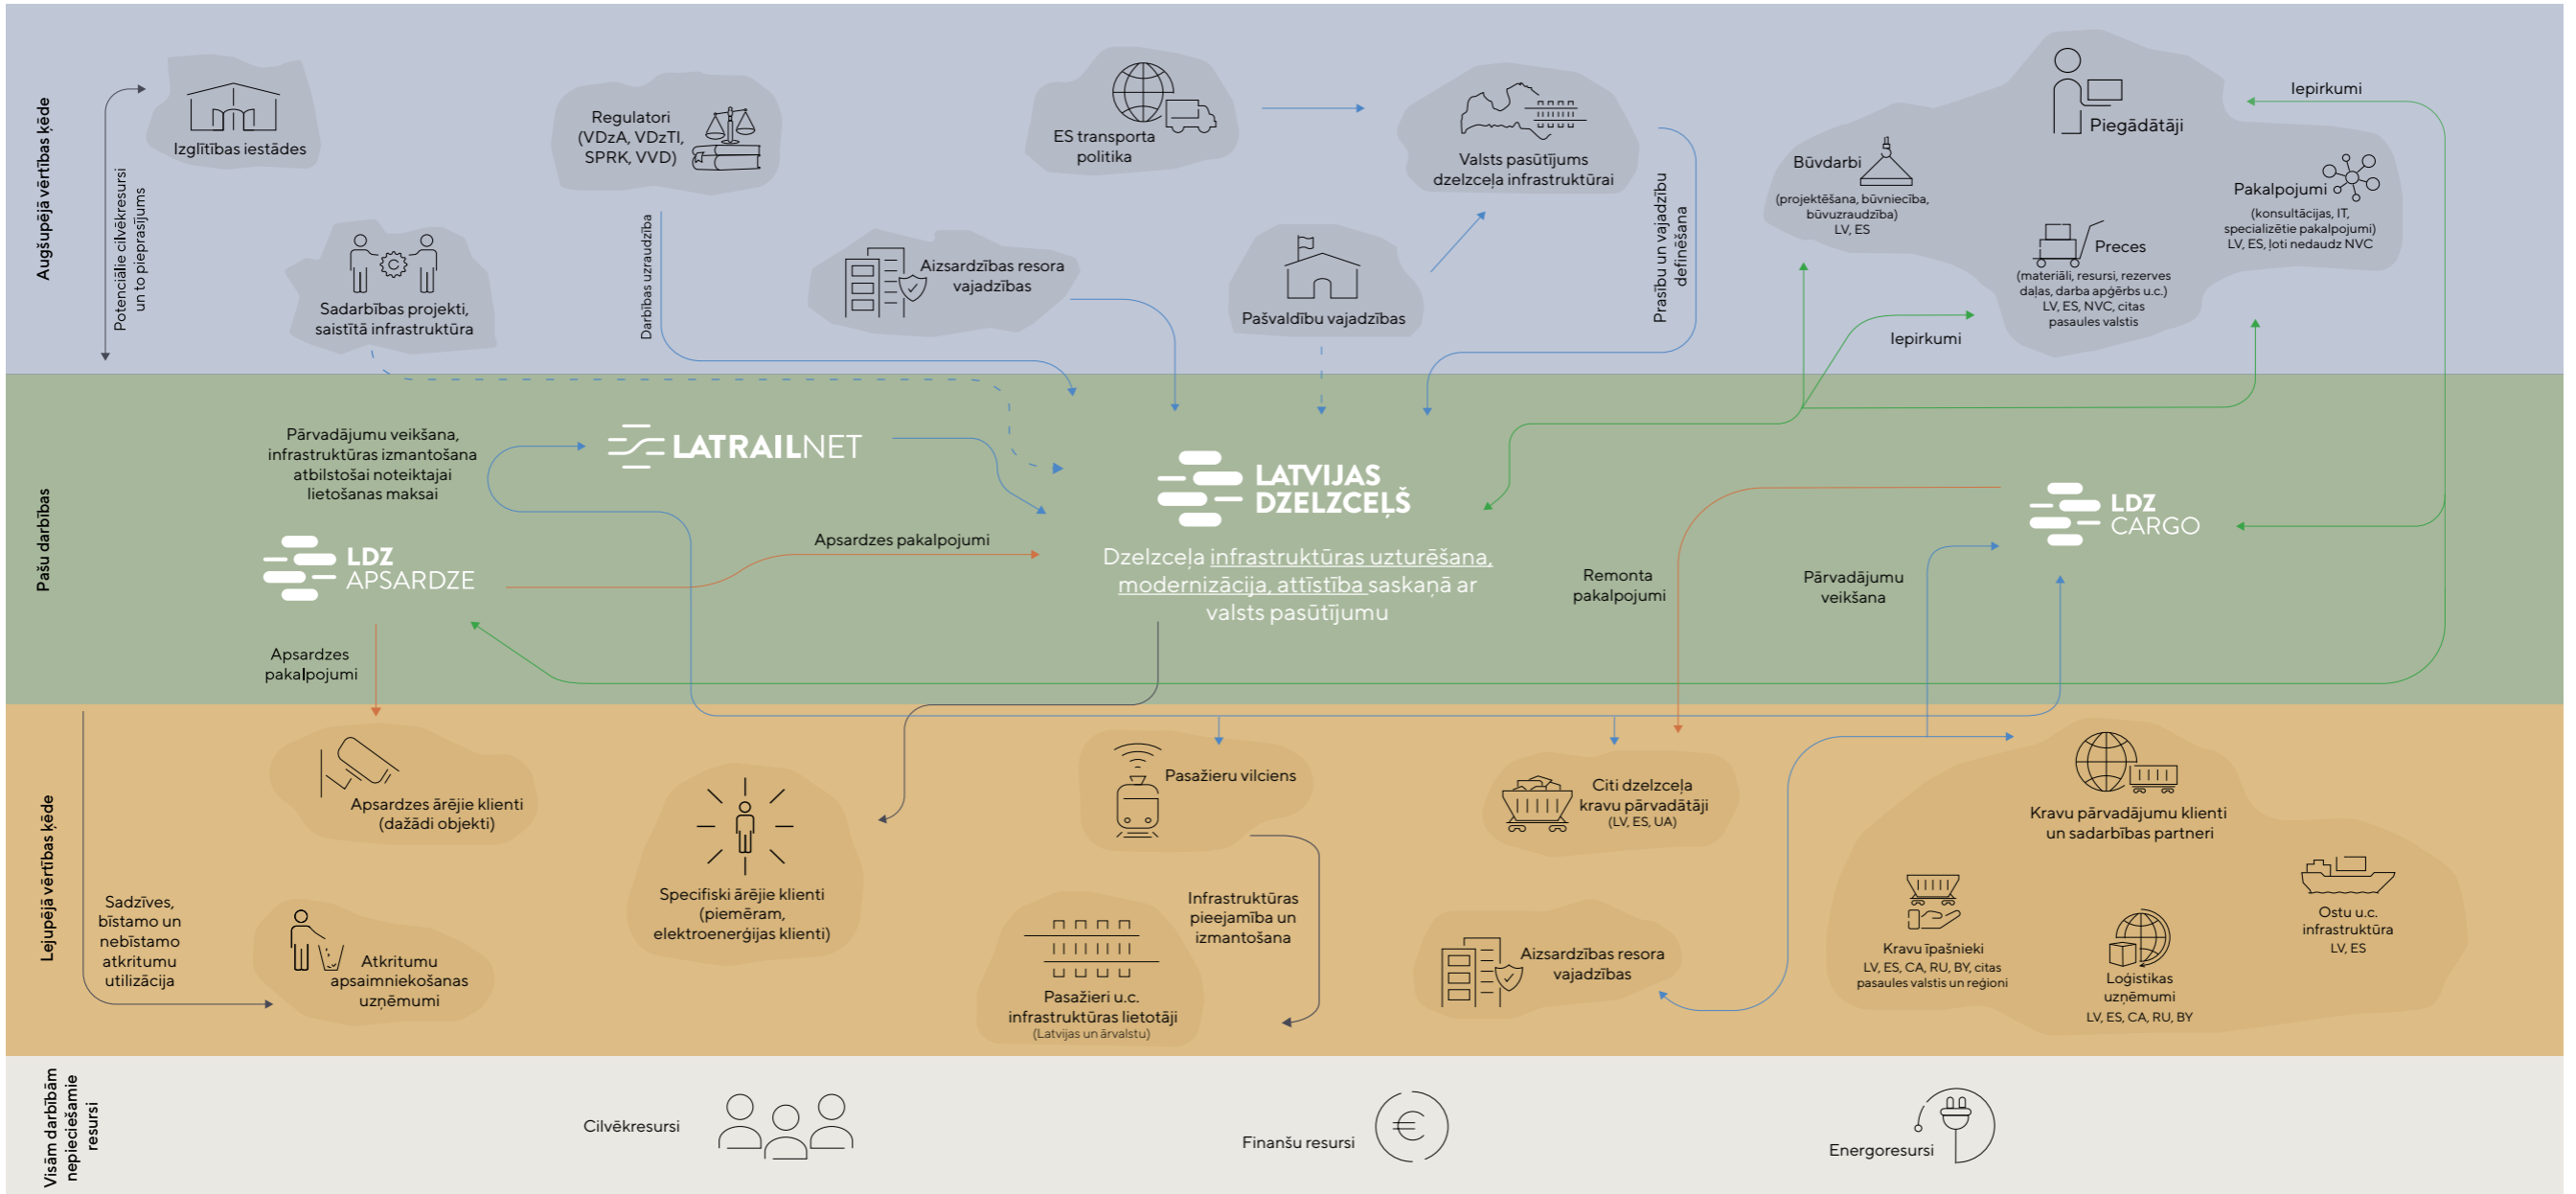 Augšupējā vērtības ķēde
Potenciālie cilvēkresursi
un to pieprasījums
Izglītības iestādes
Regulatori
(VDzA, VDzTI,
SPRK, VVD)
ES transporta
politika
Valsts pasūtījums
dzelzceļa infrastruktūrai
Piegādātāji
Iepirkumi
Būvdarbi
(projektēšana, būvniecība,
būvuzraudzība)
LV, ES
Pakalpojumi
(konsultācijas, IT,
specializētie pakalpojumi)
LV, ES, ļoti nedaudz NVC
Preces
(materiāli, resursi, rezerves
daļas, darba apģērbs u.c.)
LV, ES, NVC, citas
pasaules valstis
Iepirkumi
Sadarbības projekti,
saistītā infrastruktūra
Darbības uzraudzība
Aizsardzības resora
vajadzības
Pašvaldību vajadzības
Prasību un vajadzību
definēšana
Pašu darbības
Pārvadājumu veikšana,
infrastruktūras izmantošana
atbilstošai noteiktajai
lietošanas maksai
LATRAILNET
LATVIJAS
DZELZCEĻŠ
Dzelzceļa infrastruktūras uzturēšana,
modernizācija, attīstība saskaņā ar
valsts pasūtījumu
LDZ
CARGO
LDZ
APSARDZE
Apsardzes pakalpojumi
Remonta
pakalpojumi
Pārvadājumu
veikšana
Apsardzes
pakalpojumi
Lejupējā vērtības ķēde
Sadzīves,
bīstamo un
nebīstamo
atkritumu
utilizācija
Apsardzes ārējie klienti
(dažādi objekti)
Atkritumu
apsaimniekošanas
uzņēmumi
Specifiski ārējie klienti
(piemēram,
elektroenerģijas klienti)
Pasažieru vilciens
Infrastruktūras
pieejamība un
izmantošana
Pasažieri u.c.
infrastruktūras lietotāji
(Latvijas un ārvalstu)
Citi dzelzceļa
kravu pārvadātāji
(LV, ES, UA)
Aizsardzības resora
vajadzības
Kravu pārvadājumu klienti
un sadarbības partneri
Kravu īpašnieki
LV, ES, CA, RU, BY, citas
pasaules valstis un reģioni
Loģistikas
uzņēmumi
LV, ES, CA, RU, BY
Ostu u.c.
infrastruktūra
LV, ES
Visām darbībām
nepieciešamie
resursi
Cilvēkresursi
Finanšu resursi
Energoresursi